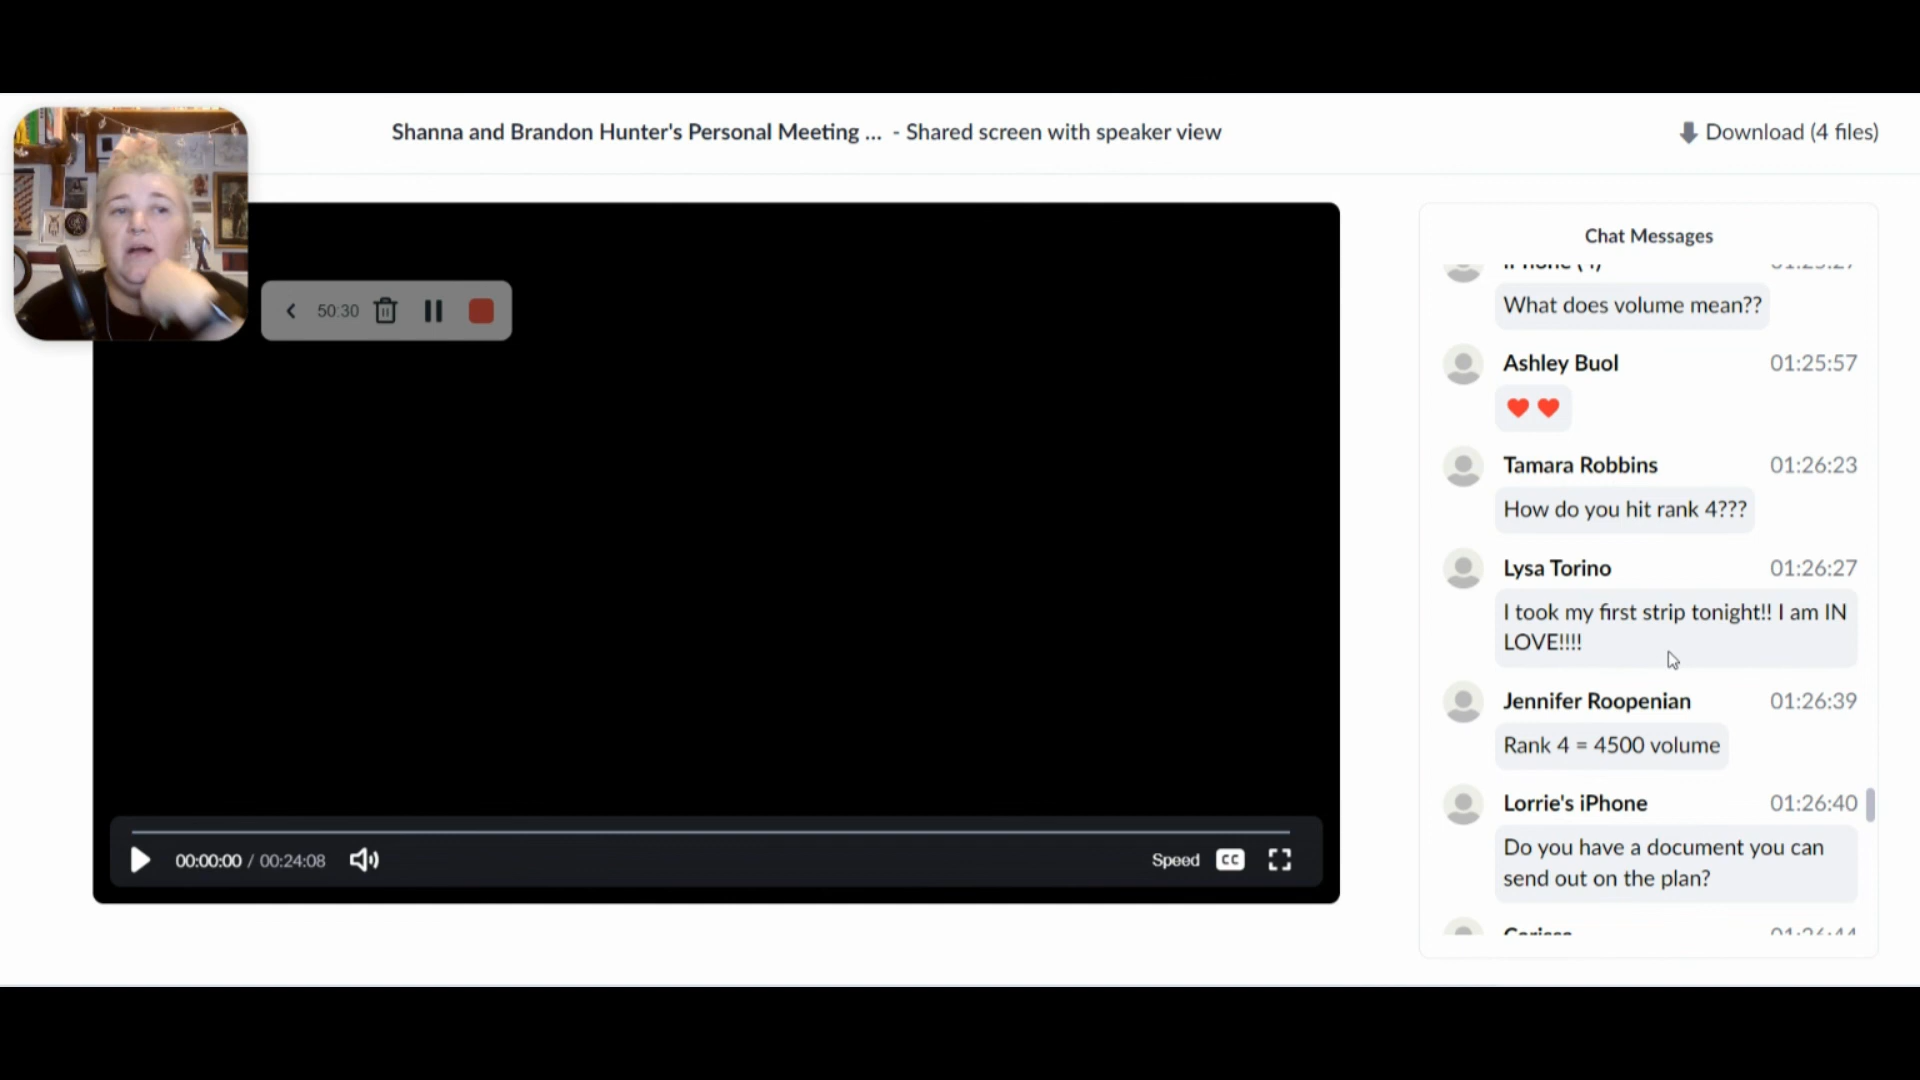 Shanna and Brandon Hunter's Personal Meeting ... - Shared screen with speaker view
Download (4 files)
50:30
Chat Messages
What does volume mean??
Ashley Buol 01:25:57
❤️ ❤️
Tamara Robbins 01:26:23
How do you hit rank 4???
Lysa Torino 01:26:27
I took my first strip tonight!! I am IN
LOVE!!!!
Jennifer Roopenian 01:26:39
Rank 4 = 4500 volume
Lorrie's iPhone 01:26:40
Do you have a document you can
send out on the plan?
00:00:00 / 00:24:08
Speed CC